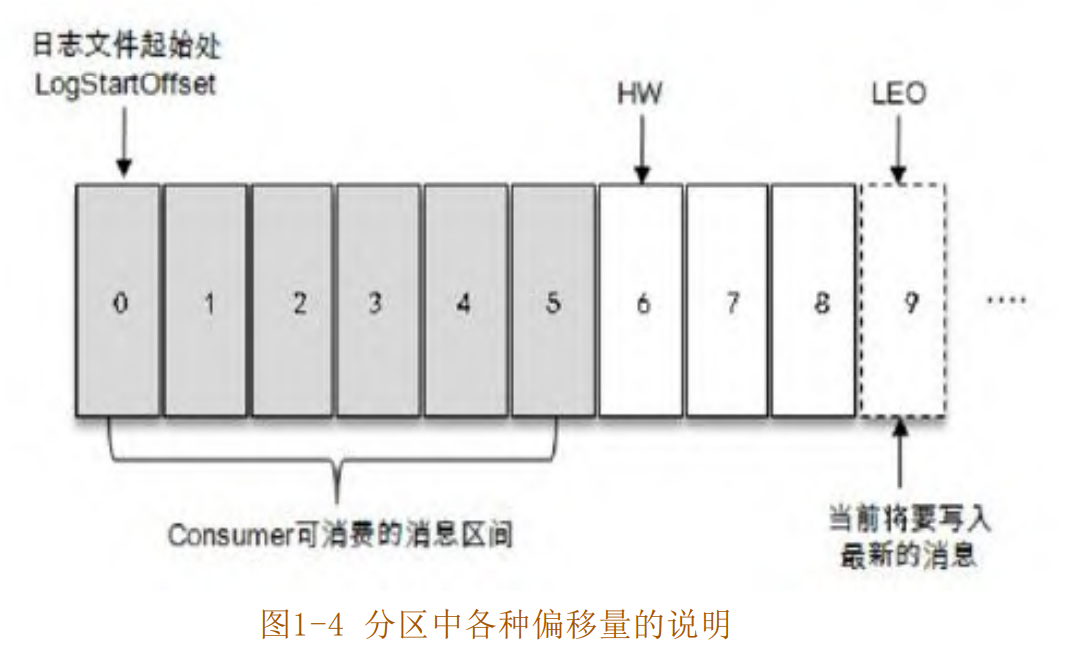 日志文件起始处
LogStartOffset
HW
LEO
0 1 2 3 4 5 6 7 8 9 ····
Consumer可消费的消息区间
当前将要写入
最新的消息
图1-4 分区中各种偏移量的说明